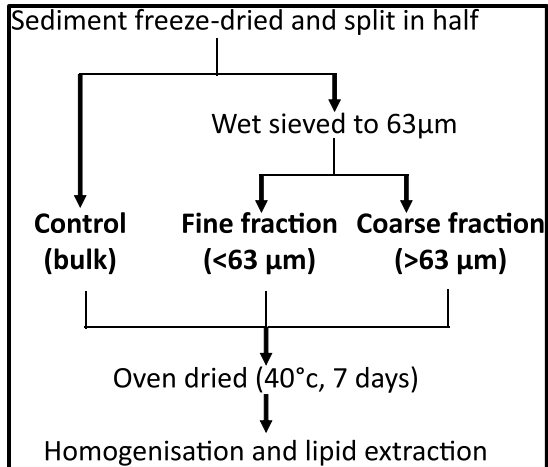 Sediment freeze-dried and split in half
Wet sieved to 63µm
Control Fine fraction Coarse fraction
(bulk) (<63 µm) (>63 µm)
Oven dried (40°c, 7 days)
Homogenisation and lipid extraction